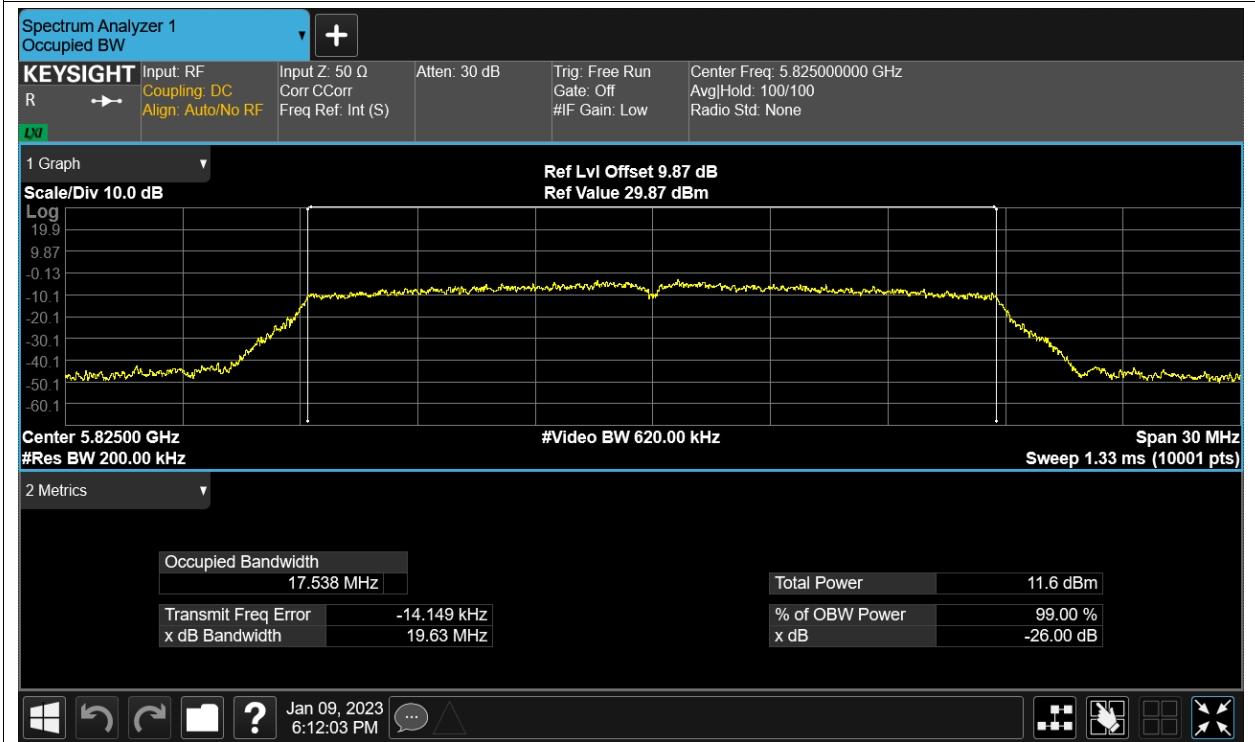 Spectrum Analyzer 1
Occupied BW
KEYSIGHT
R
LXI
Input: RF
Coupling: DC
Align: Auto/No RF
Input Z: 50 Ω
Corr CCorr
Freq Ref: Int (S)
Atten: 30 dB
Trig: Free Run
Gate: Off
#IF Gain: Low
Center Freq: 5.825000000 GHz
Avg|Hold: 100/100
Radio Std: None
1 Graph
Scale/Div 10.0 dB
Ref Lvl Offset 9.87 dB
Ref Value 29.87 dBm
Log
19.9
9.87
-0.13
-10.1
-20.1
-30.1
-40.1
-50.1
-60.1
Center 5.82500 GHz
#Res BW 200.00 kHz
#Video BW 620.00 kHz
Span 30 MHz
Sweep 1.33 ms (10001 pts)
2 Metrics
Occupied Bandwidth
17.538 MHz
Transmit Freq Error -14.149 kHz
x dB Bandwidth 19.63 MHz
Total Power 11.6 dBm
% of OBW Power 99.00 %
x dB -26.00 dB
?
Jan 09, 2023
6:12:03 PM